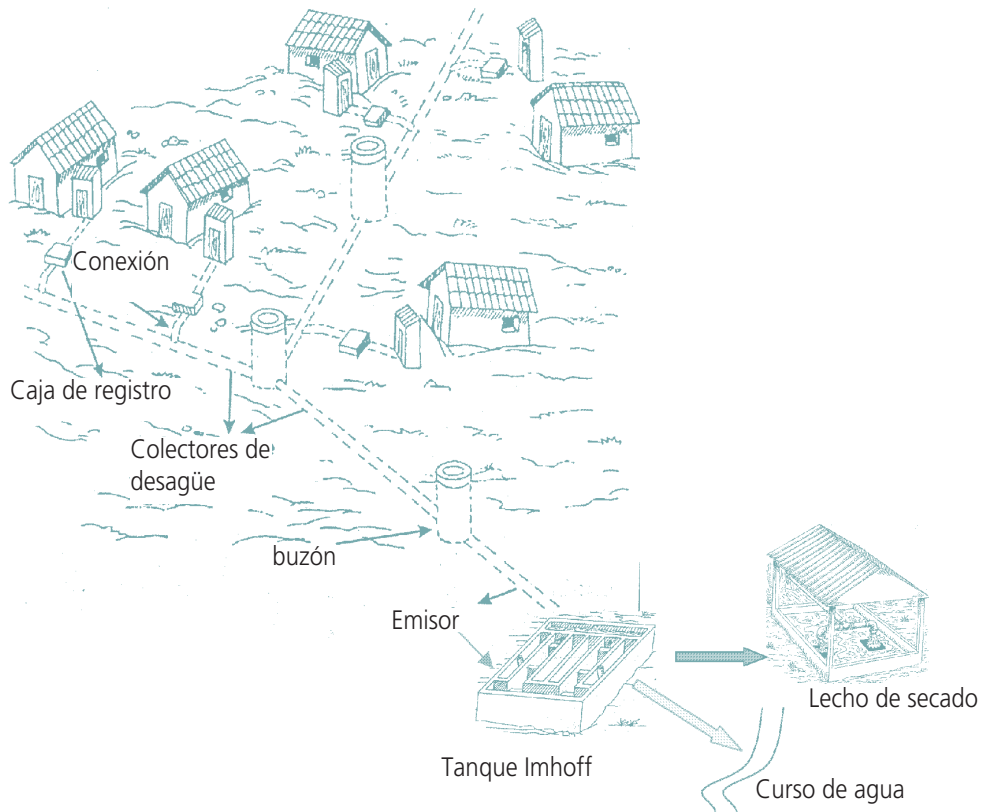 Conexión
Caja de registro
Colectores de
desagüe
buzón
Emisor
Lecho de secado
Tanque Imhoff
Curso de agua